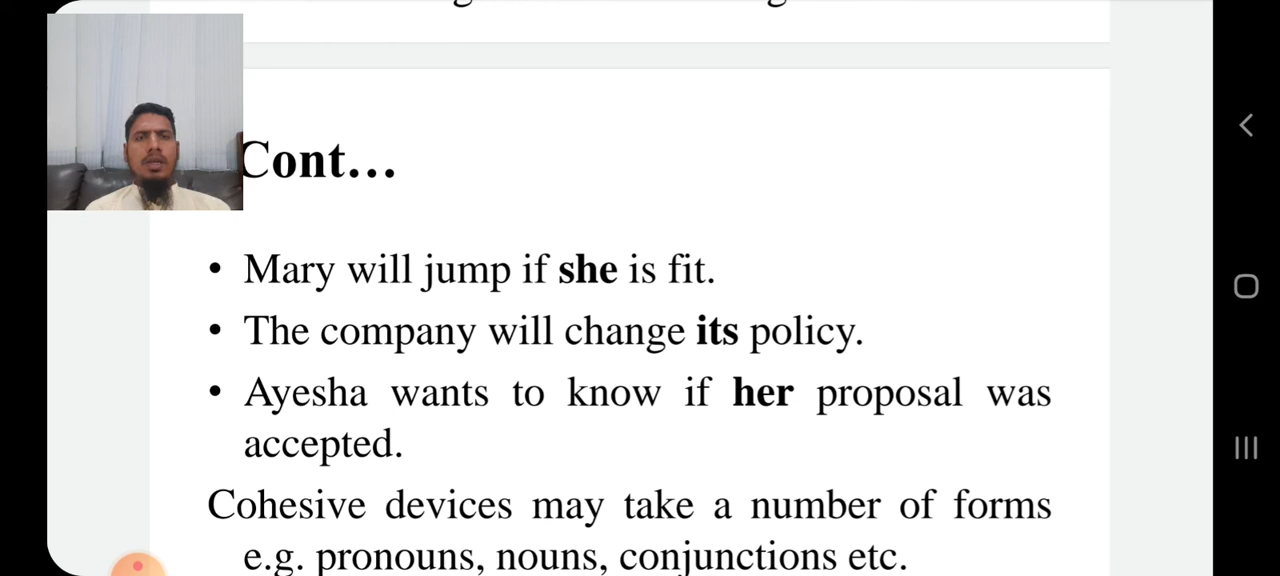 Cont...
• Mary will jump if she is fit.
• The company will change its policy.
• Ayesha wants to know if her proposal was
accepted.
Cohesive devices may take a number of forms
e.g. pronouns, nouns, conjunctions etc.